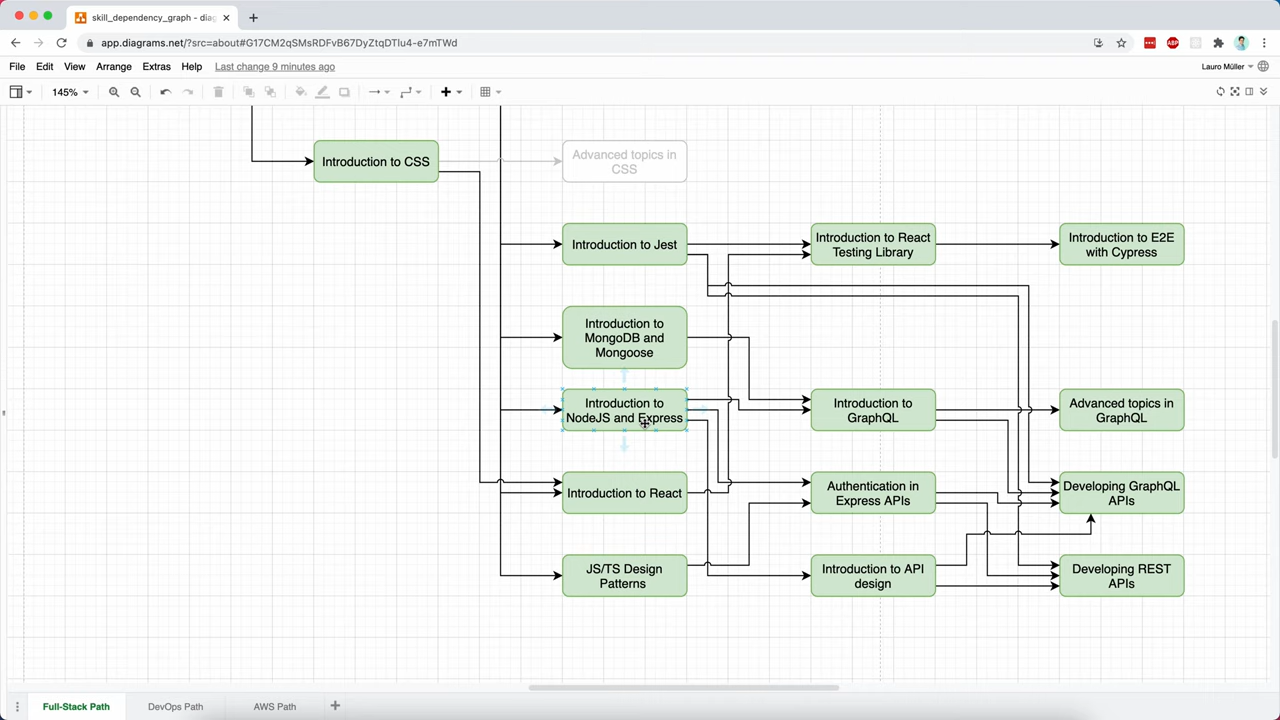 skill_dependency_graph - diag
app.diagrams.net/?src=about#G17CM2qSMsRDFvB67DyZtqDTlu4-e7mTWd
ABP
File Edit View Arrange Extras Help Last change 9 minutes ago
Lauro Müller
145%
Introduction to CSS
Advanced topics in
CSS
Introduction to Jest
Introduction to React
Testing Library
Introduction to E2E
with Cypress
Introduction to
MongoDB and
Mongoose
Introduction to
NodeJS and Express
Introduction to
GraphQL
Advanced topics in
GraphQL
Introduction to React
Authentication in
Express APIs
Developing GraphQL
APIs
JS/TS Design
Patterns
Introduction to API
design
Developing REST
APIs
Full-Stack Path DevOps Path AWS Path